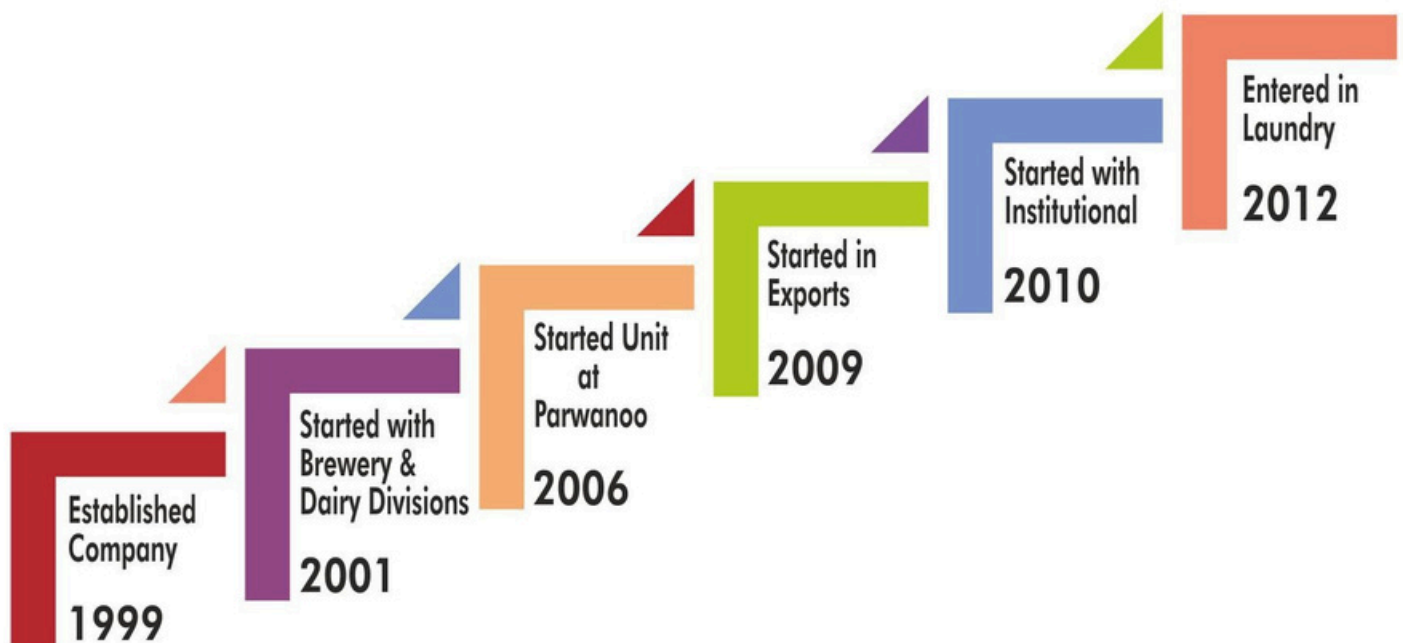 Established
Company
1999
Started with
Brewery &
Dairy Divisions
2001
Started Unit
at
Parwanoo
2006
Started in
Exports
2009
Started with
Institutional
2010
Entered in
Laundry
2012